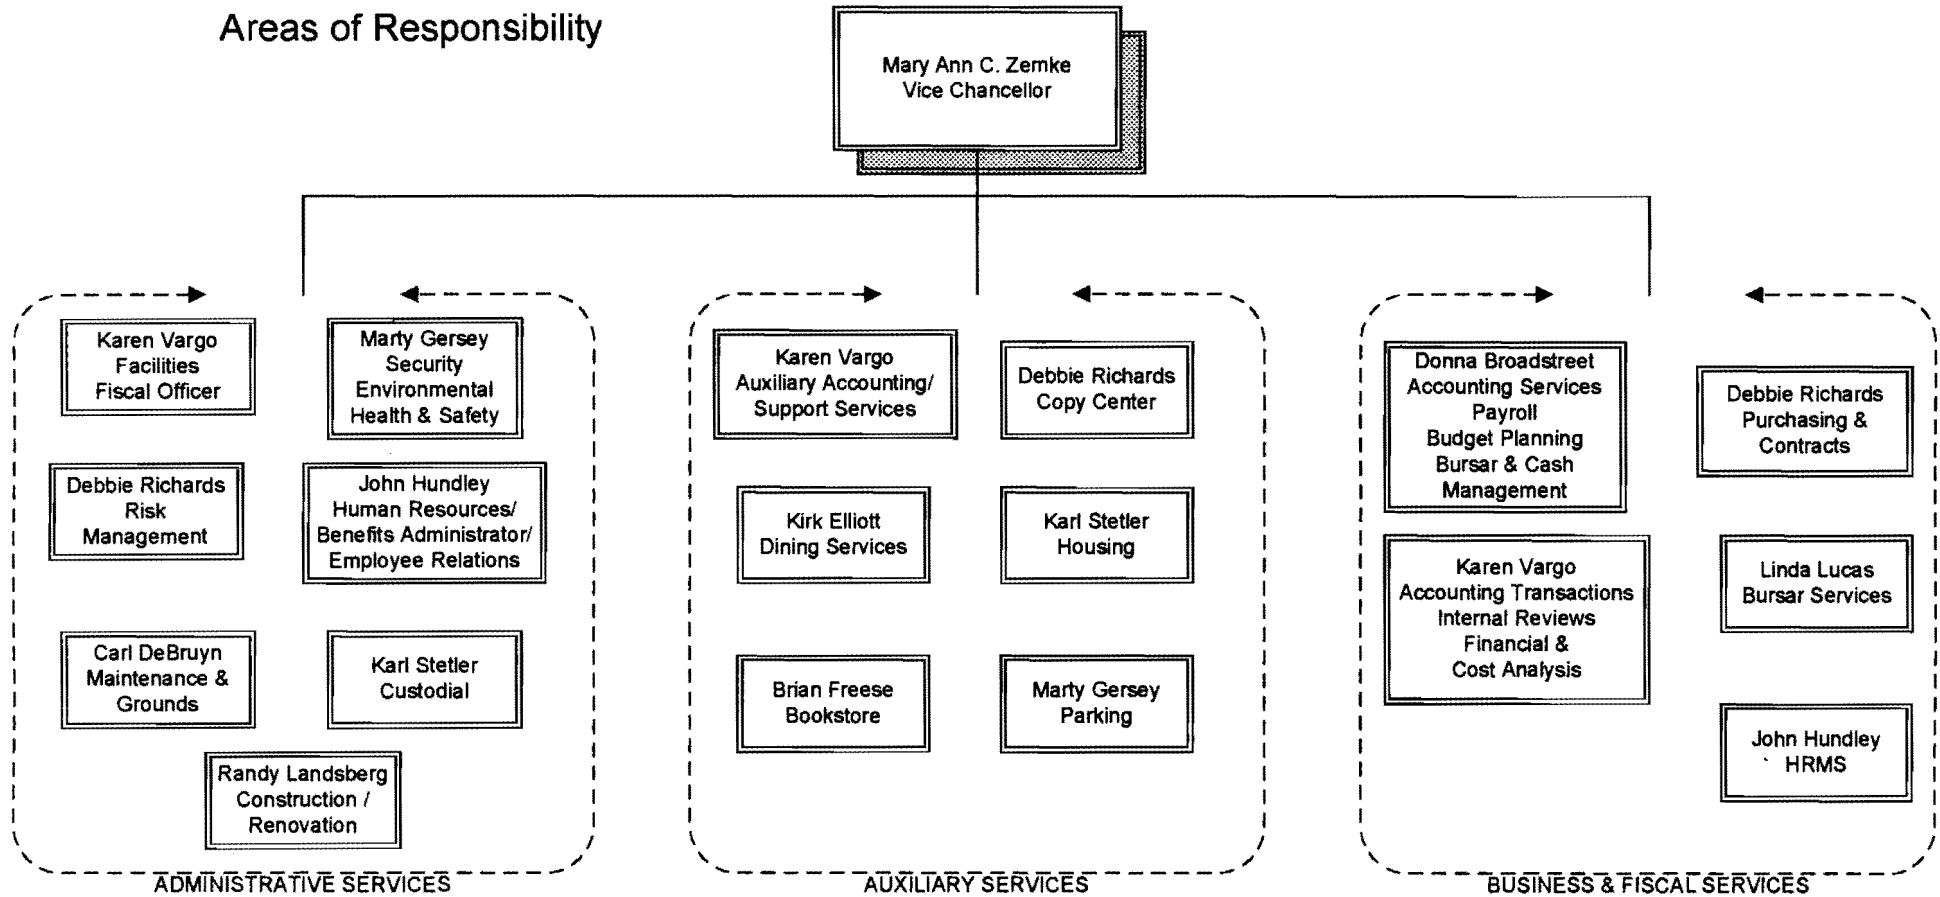 Areas of Responsibility
Mary Ann C. Zemke
Vice Chancellor
Karen Vargo
Facilities
Fiscal Officer
Marty Gersey
Security
Environmental
Health & Safety
Debbie Richards
Risk
Management
John Hundley
Human Resources/
Benefits Administrator/
Employee Relations
Carl DeBruyn
Maintenance &
Grounds
Karl Stetler
Custodial
Randy Landsberg
Construction /
Renovation
ADMINISTRATIVE SERVICES
Karen Vargo
Auxiliary Accounting/
Support Services
Debbie Richards
Copy Center
Kirk Elliott
Dining Services
Karl Stetler
Housing
Brian Freese
Bookstore
Marty Gersey
Parking
AUXILIARY SERVICES
Donna Broadstreet
Accounting Services
Payroll
Budget Planning
Bursar & Cash
Management
Debbie Richards
Purchasing &
Contracts
Karen Vargo
Accounting Transactions
Internal Reviews
Financial &
Cost Analysis
Linda Lucas
Bursar Services
John Hundley
HRMS
BUSINESS & FISCAL SERVICES